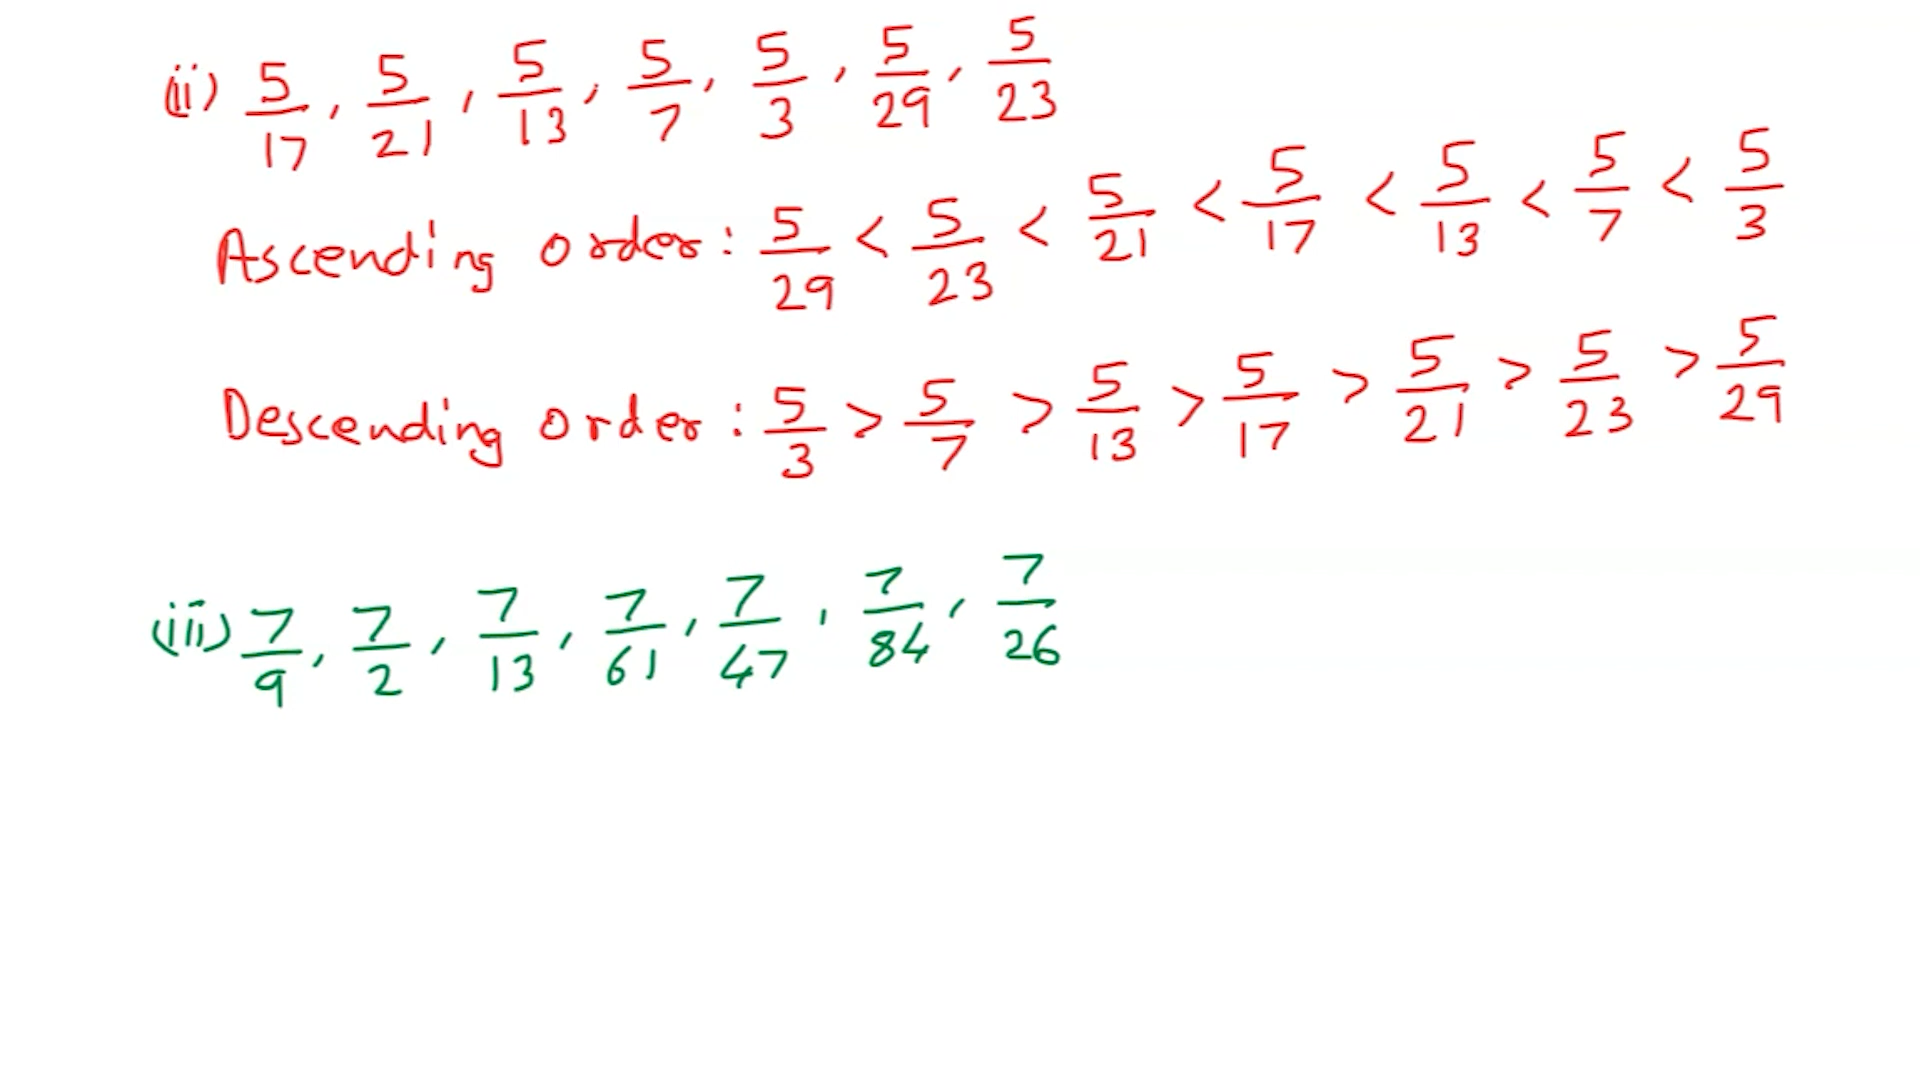 (ii) 5/17, 5/21, 5/13, 5/7, 5/3, 5/29, 5/23
Ascending order: 5/29 < 5/23 < 5/21 < 5/17 < 5/13 < 5/7 < 5/3
Descending order: 5/3 > 5/7 > 5/13 > 5/17 > 5/21 > 5/23 > 5/29
(iii) 7/9, 7/2, 7/13, 7/61, 7/47, 7/84, 7/26